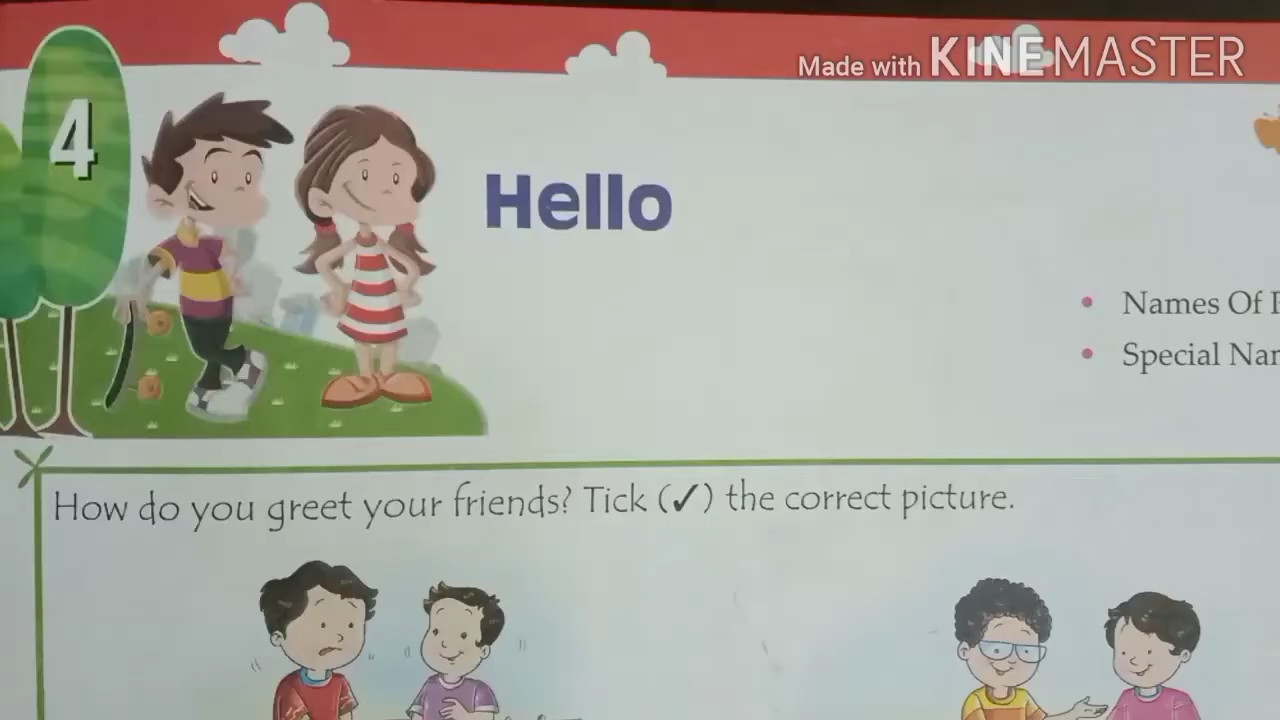 Made with KINEMASTER
4
Hello
Names Of
Special
How do you greet your friends? Tick (✓) the correct picture.